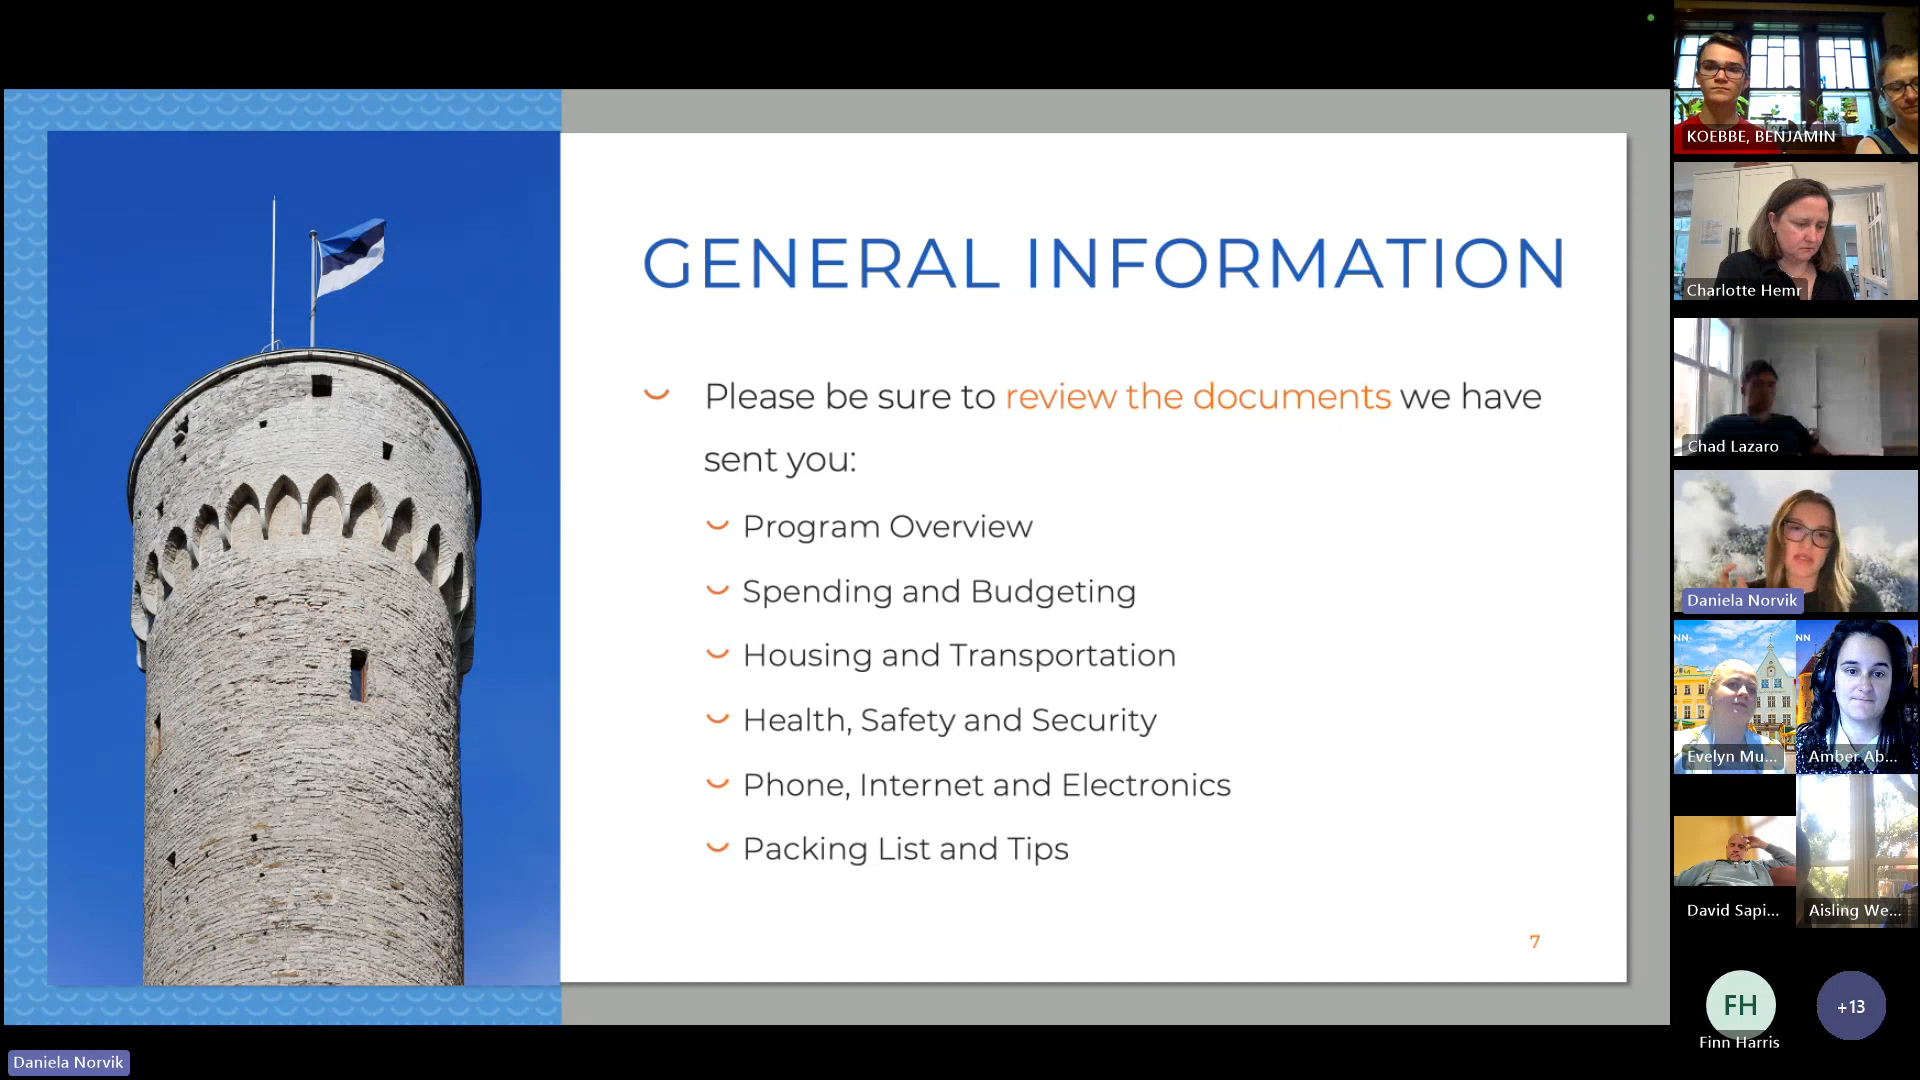 GENERAL INFORMATION
Please be sure to review the documents we have
sent you:
Program Overview
Spending and Budgeting
Housing and Transportation
Health, Safety and Security
Phone, Internet and Electronics
Packing List and Tips
7
Daniela Norvik
KOEBBE, BENJAMIN
Charlotte Hemr
Chad Lazaro
Daniela Norvik
NN
NN
Evelyn Mu...
Amber Ab...
David Sapi...
Aisling We...
FH
Finn Harris
+13